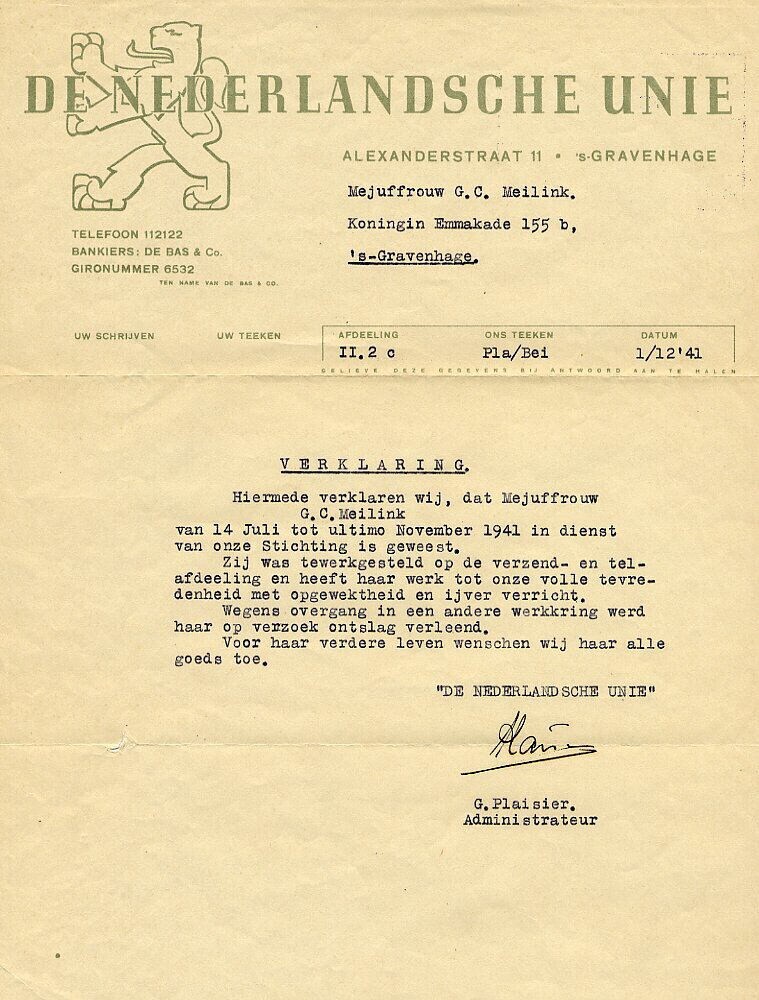 DE NEDERLANDSCHE UNIE
ALEXANDERSTRAAT 11 • 's-GRAVENHAGE
Mejuffrouw G.C. Meilink.
Koningin Emmakade 155 b,
's-Gravenhage.
TELEFOON 112122
BANKIERS: DE BAS & Co.
GIRONUMMER 6532
TEN NAME VAN DE BAS & CO.
UW SCHRIJVEN UW TEEKEN AFDEELING ONS TEEKEN DATUM
II.2 c Pla/Bei 1/12'41
GELIEVE DEZE GEGEVENS BIJ ANTWOORD AAN TE HALEN
VERKLARING.
Hiermede verklaren wij, dat Mejuffrouw
G.C.Meilink
van 14 Juli tot ultimo November 1941 in dienst
van onze Stichting is geweest.
Zij was tewerkgesteld op de verzend- en tel-
afdeeling en heeft haar werk tot onze volle tevre-
denheid met opgewektheid en ijver verricht.
Wegens overgang in een andere werkkring werd
haar op verzoek ontslag verleend.
Voor haar verdere leven wenschen wij haar alle
goeds toe.
"DE NEDERLANDSCHE UNIE"
G.Plaisier.
Administrateur